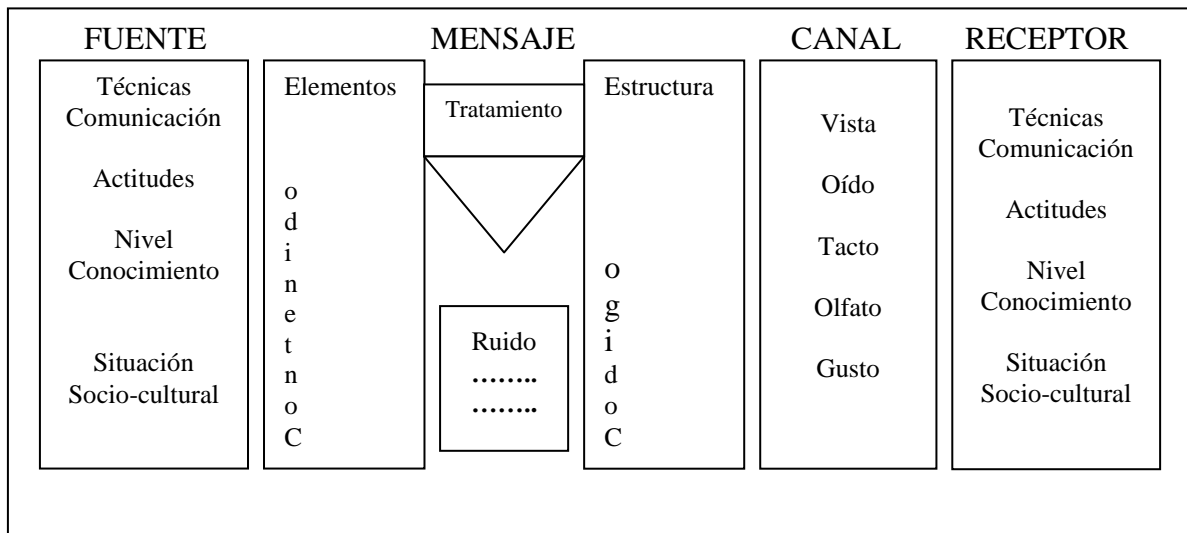 FUENTE MENSAJE CANAL RECEPTOR
Técnicas
Comunicación
Actitudes
Nivel
Conocimiento
Situación
Socio-cultural
Elementos
o
d
i
n
e
t
n
o
C
Tratamiento
Ruido
……..
……..
Estructura
o
g
i
d
o
C
Vista
Oído
Tacto
Olfato
Gusto
Técnicas
Comunicación
Actitudes
Nivel
Conocimiento
Situación
Socio-cultural